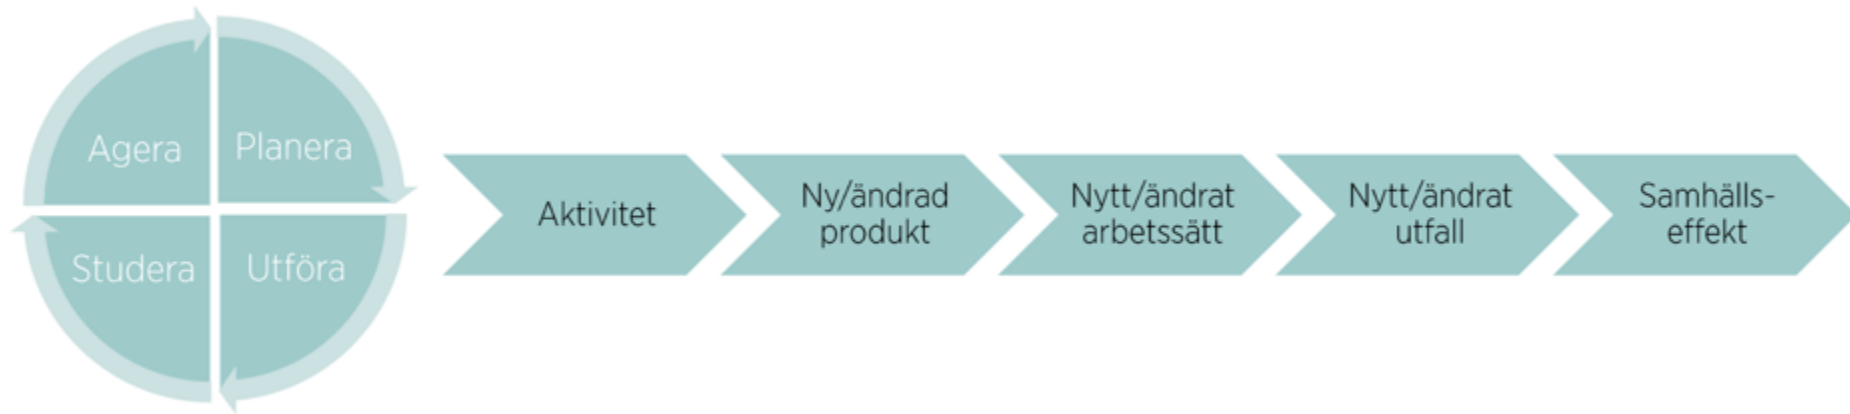 Agera
Planera
Studera
Utföra
Aktivitet
Ny/ändrad
produkt
Nytt/ändrat
arbetssätt
Nytt/ändrat
utfall
Samhälls-
effekt